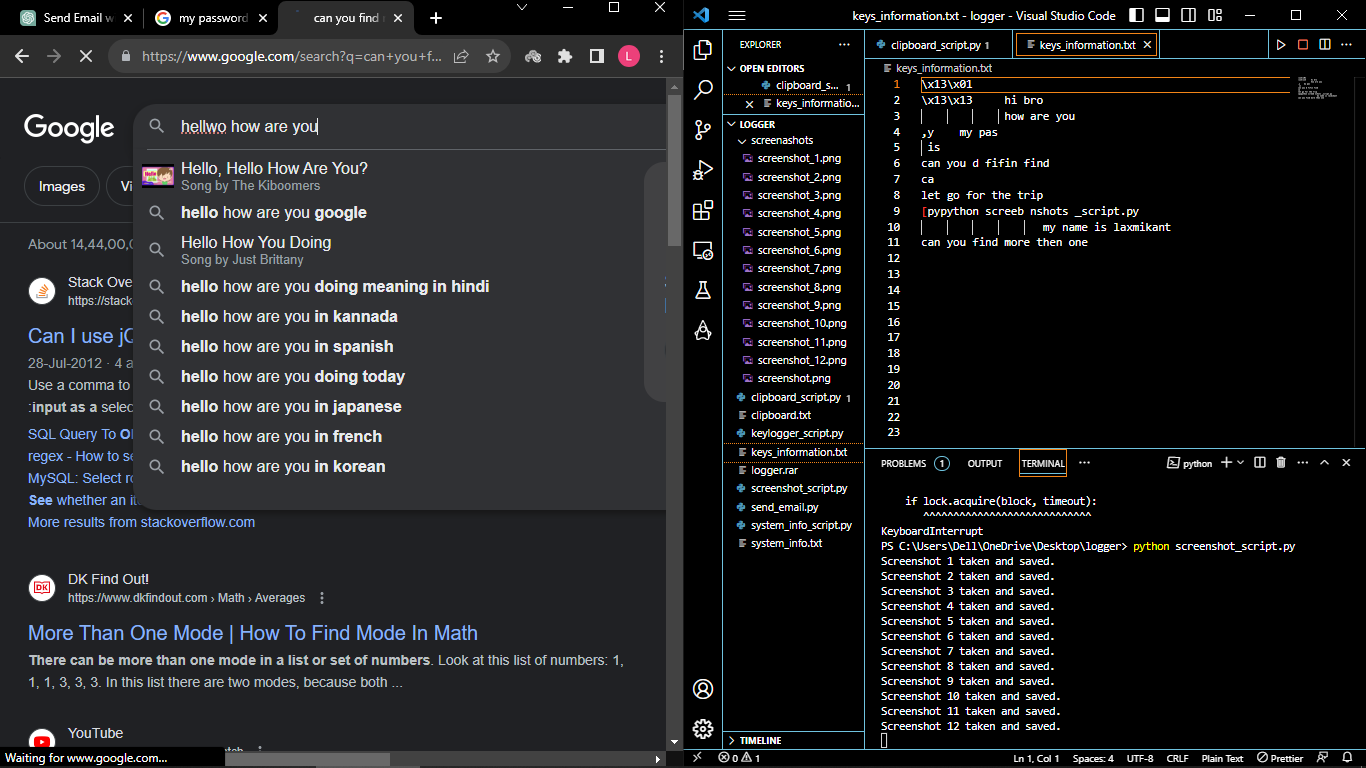 Send Email w
my password
can you find
https://www.google.com/search?q=can+you+f...
L
Google
hellwo how are you
Images
Vi
Hello, Hello How Are You?
Song by The Kiboomers
hello how are you google
Hello How You Doing
Song by Just Brittany
hello how are you doing meaning in hindi
hello how are you in kannada
hello how are you in spanish
hello how are you doing today
hello how are you in japanese
hello how are you in french
hello how are you in korean
About 14,44,00,0
Stack Ove
https://stack
Can I use jQ
28-Jul-2012 · 4 a
Use a comma to
:input as a selec
SQL Query To
regex - How to se
MySQL: Select ro
See whether an it
More results from stackoverflow.com
DK Find Out!
https://www.dkfindout.com › Math › Averages
More Than One Mode | How To Find Mode In Math
There can be more than one mode in a list or set of numbers. Look at this list of numbers: 1,
1, 1, 3, 3, 3. In this list there are two modes, because both ...
YouTube
Waiting for www.google.com...
keys_information.txt - logger - Visual Studio Code
EXPLORER
OPEN EDITORS
clipboard_s... 1
keys_informatio...
LOGGER
screenashots
screenshot_1.png
screenshot_2.png
screenshot_3.png
screenshot_4.png
screenshot_5.png
screenshot_6.png
screenshot_7.png
screenshot_8.png
screenshot_9.png
screenshot_10.png
screenshot_11.png
screenshot_12.png
screenshot.png
clipboard_script.py 1
clipboard.txt
keylogger_script.py
keys_information.txt
logger.rar
screenshot_script.py
send_email.py
system_info_script.py
system_info.txt
TIMELINE
clipboard_script.py 1
keys_information.txt
keys_information.txt
1 \x13\x01
2 \x13\x13 hi bro
3 how are you
4 ,y my pas
5 is
6 can you d fifin find
7 ca
8 let go for the trip
9 [pypython screeb nshots _script.py
10 my name is laxmikant
11 can you find more then one
12
13
14
15
16
17
18
19
20
21
22
23
PROBLEMS 1 OUTPUT TERMINAL
python
if lock.acquire(block, timeout):
^^^^^^^^^^^^^^^^^^^^^^^^^^^^
KeyboardInterrupt
PS C:\Users\Dell\OneDrive\Desktop\logger> python screenshot_script.py
Screenshot 1 taken and saved.
Screenshot 2 taken and saved.
Screenshot 3 taken and saved.
Screenshot 4 taken and saved.
Screenshot 5 taken and saved.
Screenshot 6 taken and saved.
Screenshot 7 taken and saved.
Screenshot 8 taken and saved.
Screenshot 9 taken and saved.
Screenshot 10 taken and saved.
Screenshot 11 taken and saved.
Screenshot 12 taken and saved.
0 1
Ln 1, Col 1 Spaces: 4 UTF-8 CRLF Plain Text Prettier